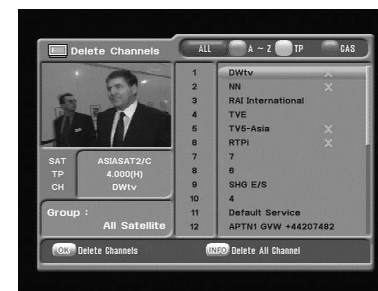 Delete Channels
ALL A ~ Z TP CAS
1 DWtv X
2 NN X
3 RAI International
4 TVE
5 TV5-Asia X
6 RTPi X
7 7
8 6
9 SHG E/S
10 4
11 Default Service
12 APTN1 GVW +44207482
SAT ASIASAT2/C
TP 4.000(H)
CH DWtv
Group :
All Satellite
OK Delete Channels
INFO Delete All Channel